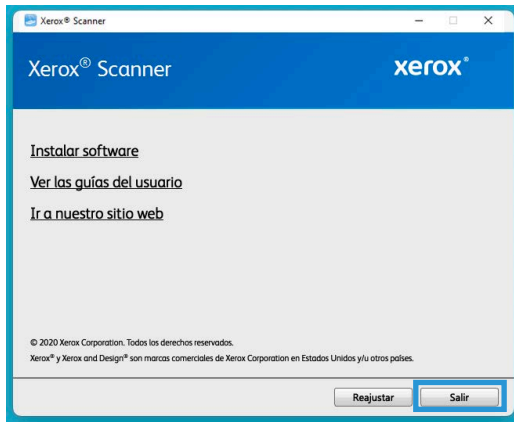 Xerox® Scanner
Xerox® Scanner
xerox®
Instalar software
Ver las guías del usuario
Ir a nuestro sitio web
© 2020 Xerox Corporation. Todos los derechos reservados.
Xerox® y Xerox and Design® son marcas comerciales de Xerox Corporation en Estados Unidos y/u otros países.
Reajustar
Salir